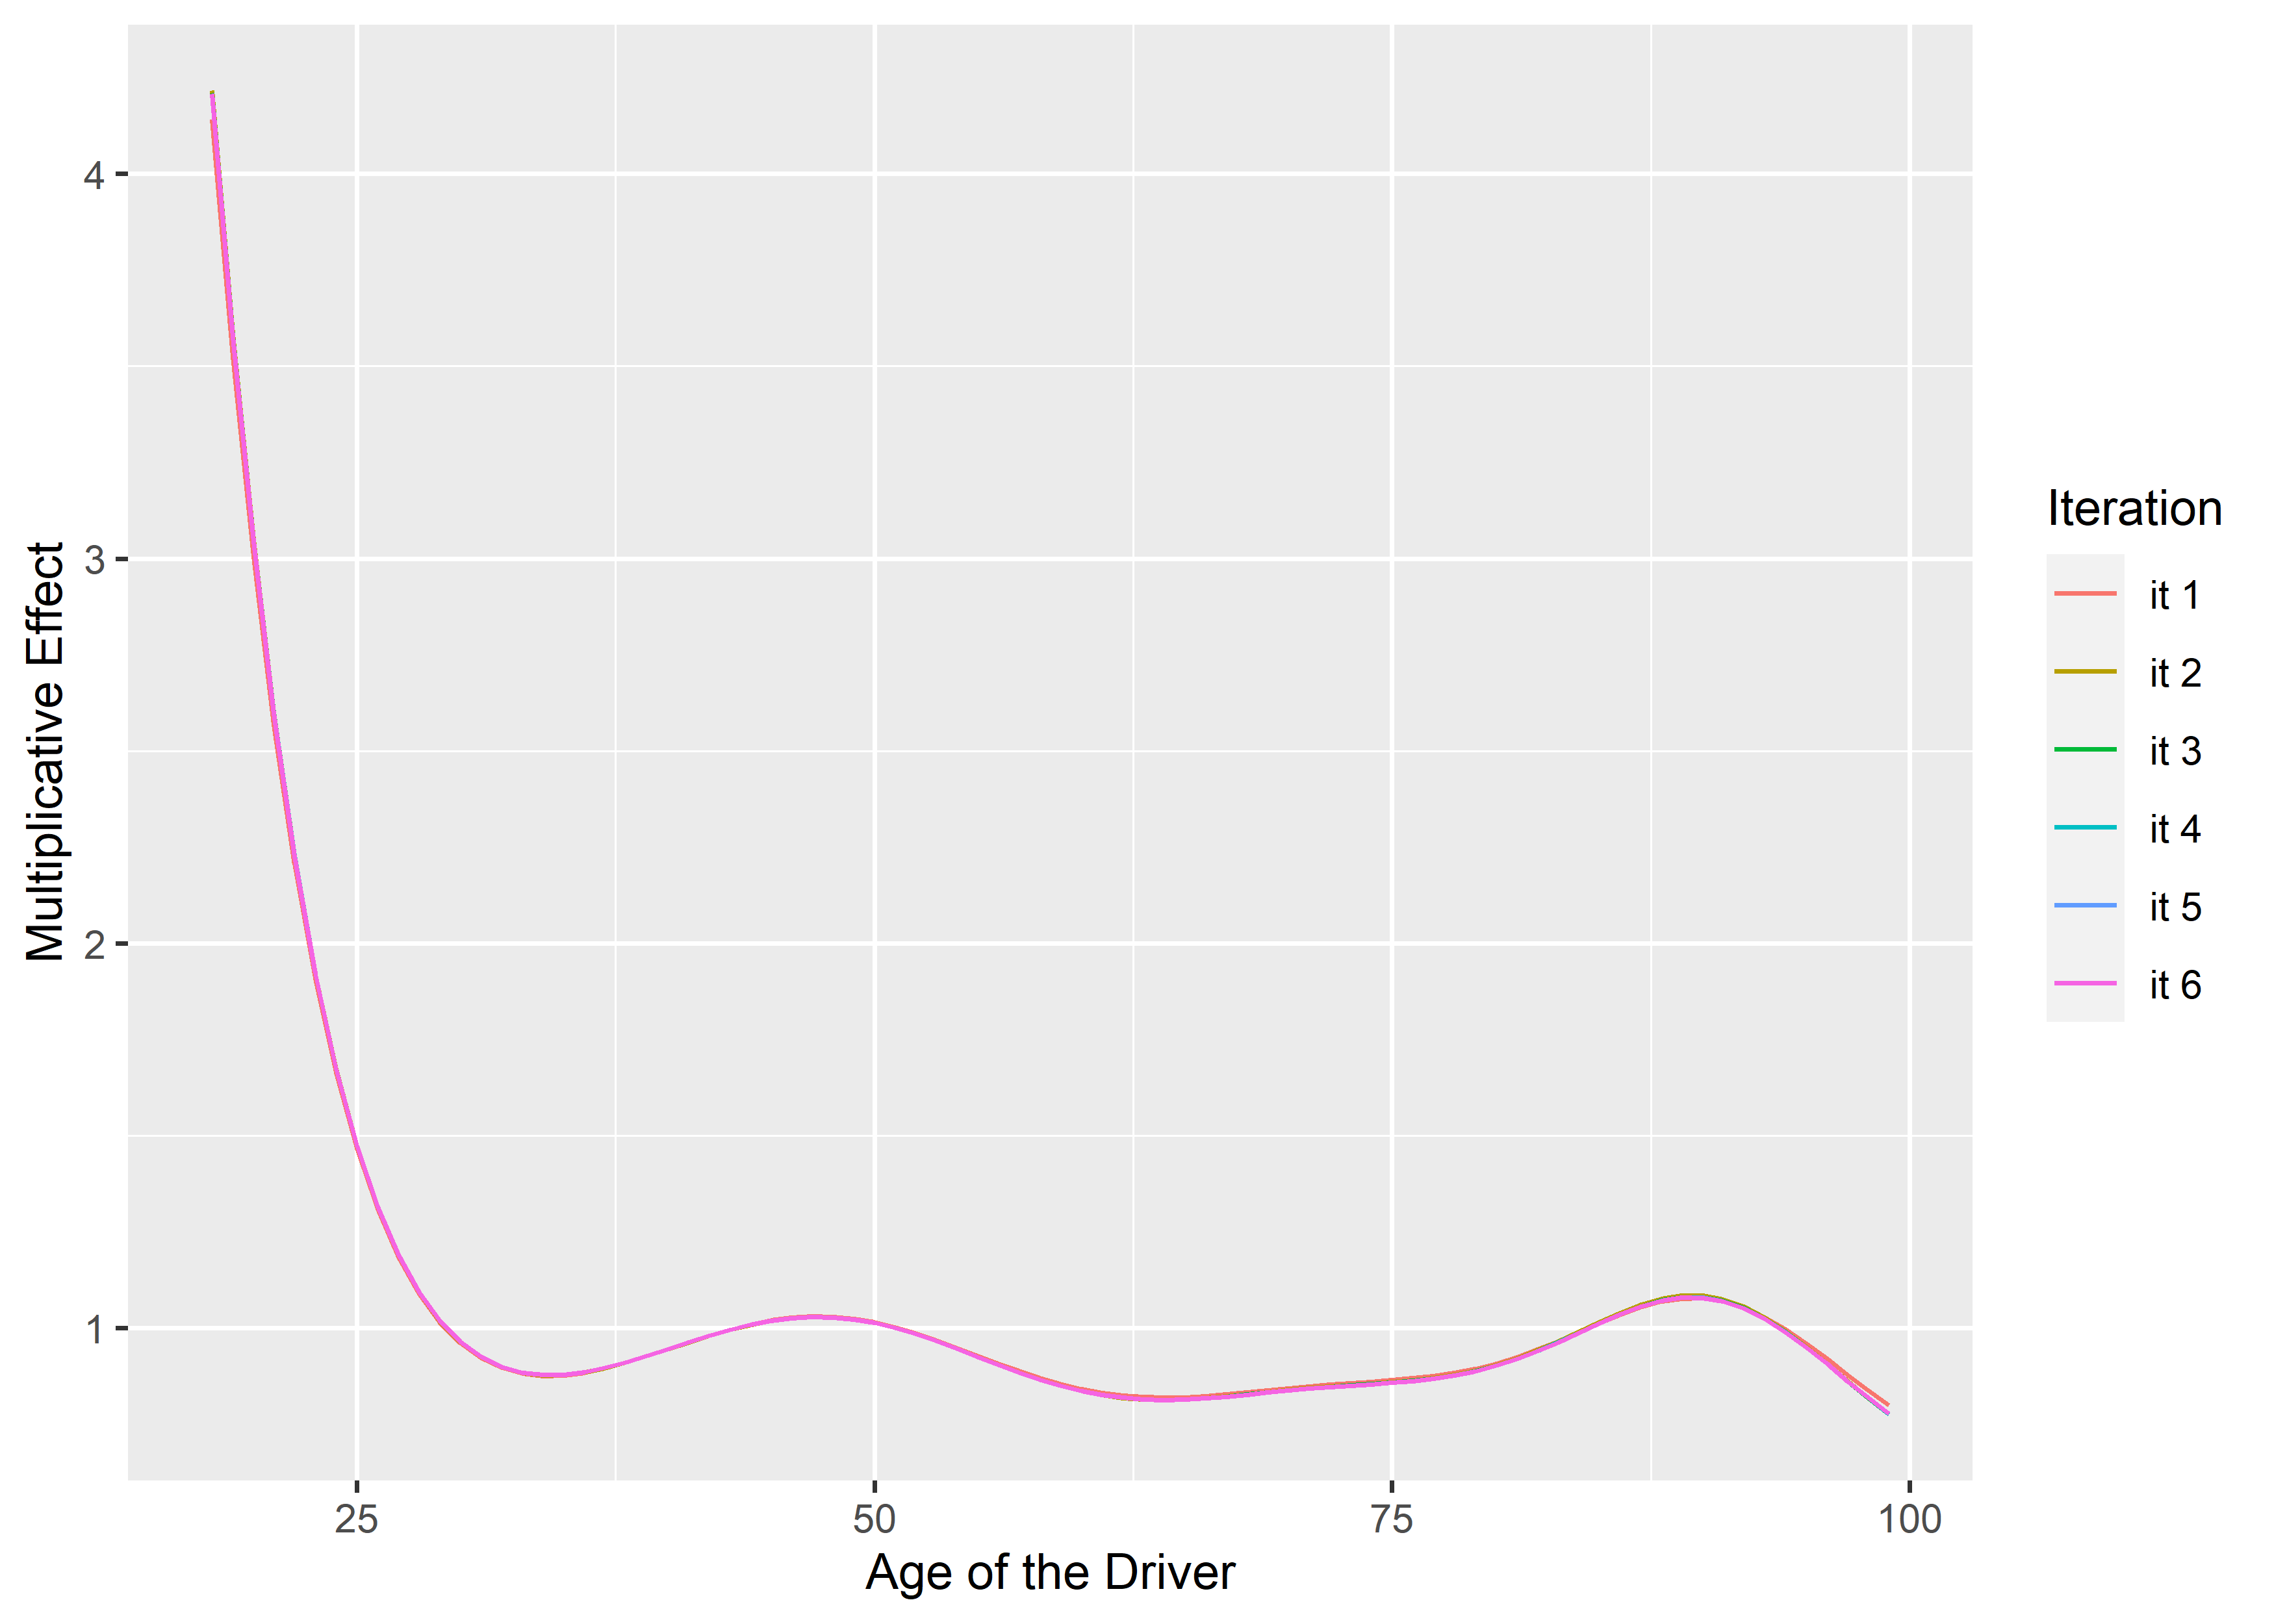 Multiplicative Effect
4
3
2
1
25 50 75 100
Age of the Driver
Iteration
it 1
it 2
it 3
it 4
it 5
it 6